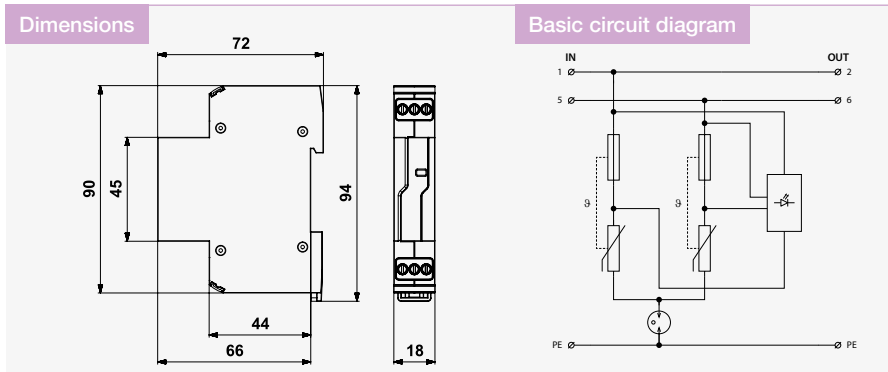 Dimensions
72
90
45
94
44
66
18
Basic circuit diagram
IN
OUT
1
2
5
6
ϑ
ϑ
PE
PE